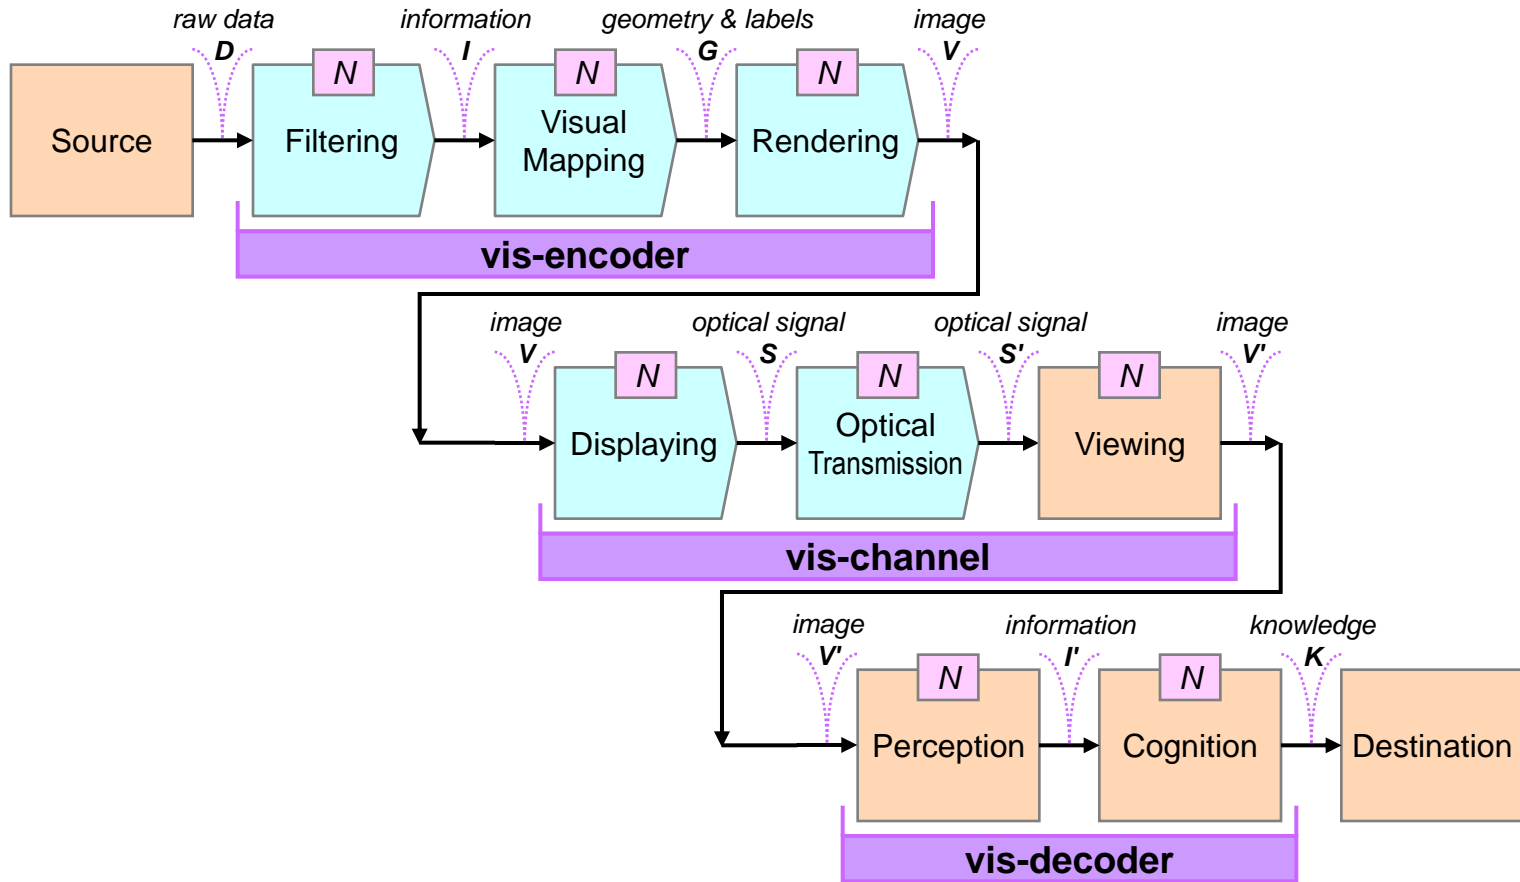 raw data
D
information
I
geometry & labels
G
image
V
N
N
N
Source
Filtering
Visual
Mapping
Rendering
vis-encoder
image
V
optical signal
S
optical signal
S'
image
V'
N
N
N
Displaying
Optical
Transmission
Viewing
vis-channel
image
V'
information
I'
knowledge
K
N
N
Perception
Cognition
Destination
vis-decoder